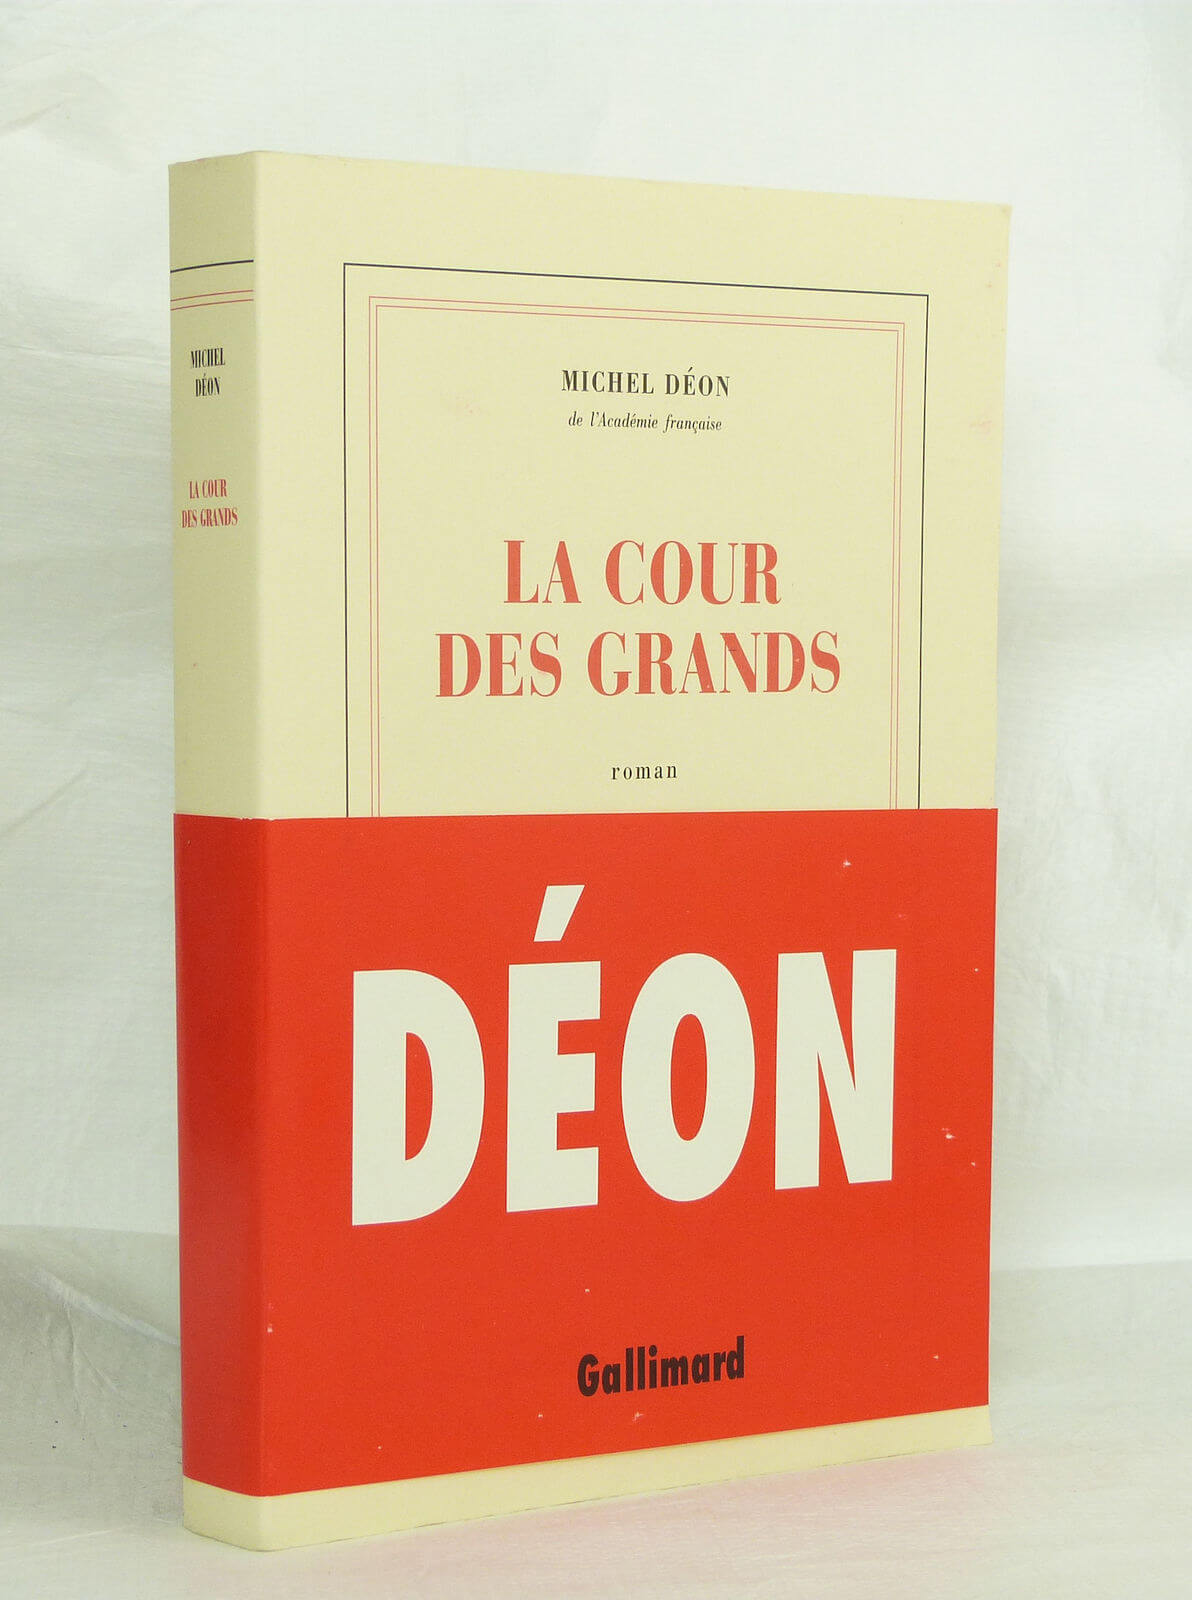 MICHEL
DÉON
LA COUR
DES GRANDS
MICHEL DÉON
de l'Académie française
LA COUR
DES GRANDS
roman
DÉON
Gallimard